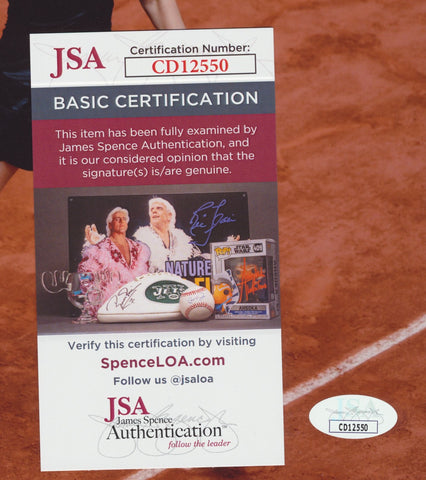 JSA
Certification Number:
CD12550
BASIC CERTIFICATION
This item has been fully examined by
James Spence Authentication, and
it is our considered opinion that the
signature(s) is/are genuine.
NATURE
JETS
STAR WARS
Verify this certification by visiting
SpenceLOA.com
Follow us @jsaloa
JSA
James Spence
Authentication
follow the leader
CD12550